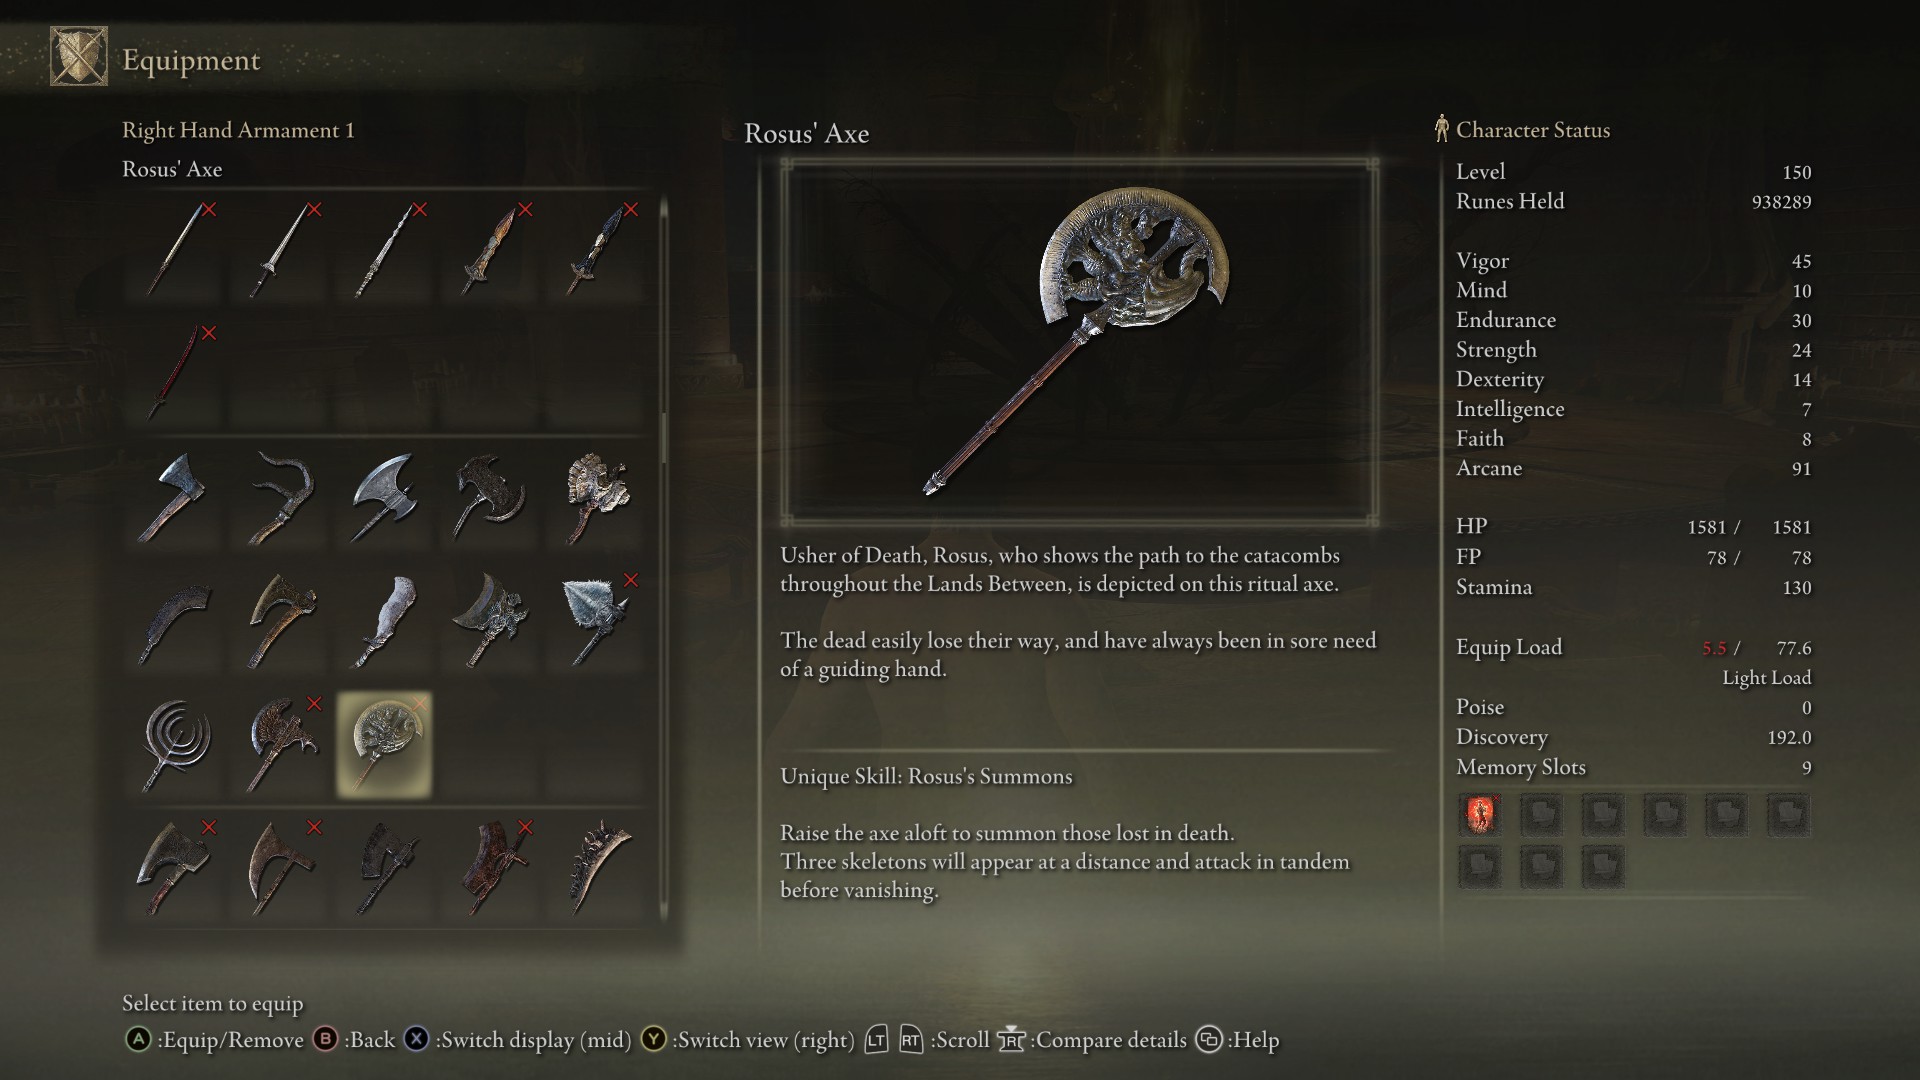 Equipment
Right Hand Armament 1
Rosus' Axe
Rosus' Axe
Usher of Death, Rosus, who shows the path to the catacombs
throughout the Lands Between, is depicted on this ritual axe.
The dead easily lose their way, and have always been in sore need
of a guiding hand.
Unique Skill: Rosus's Summons
Raise the axe aloft to summon those lost in death.
Three skeletons will appear at a distance and attack in tandem
before vanishing.
Character Status
Level 150
Runes Held 938289
Vigor 45
Mind 10
Endurance 30
Strength 24
Dexterity 14
Intelligence 7
Faith 8
Arcane 91
HP 1581 / 1581
FP 78 / 78
Stamina 130
Equip Load 5.5 / 77.6
Light Load
Poise 0
Discovery 192.0
Memory Slots 9
Select item to equip
A :Equip/Remove B :Back X :Switch display (mid) Y :Switch view (right) LT RT :Scroll R :Compare details :Help